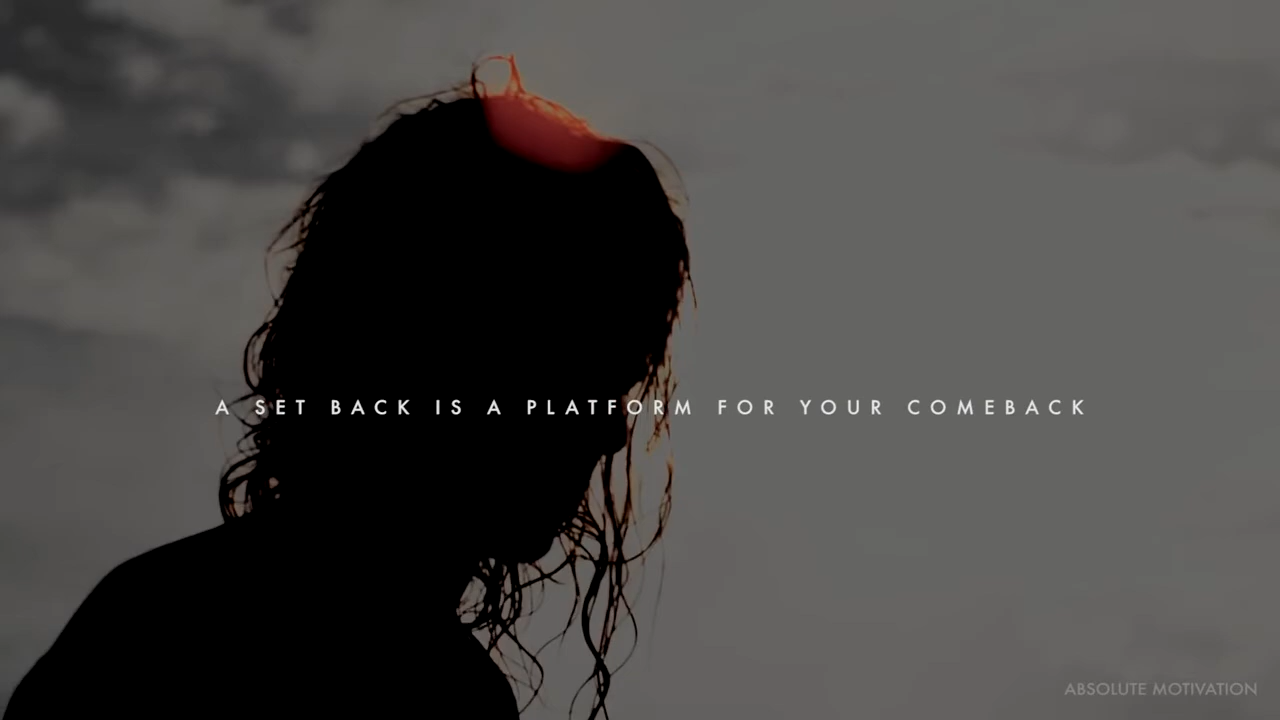 A SET BACK IS A PLATFORM FOR YOUR COMEBACK
ABSOLUTE MOTIVATION